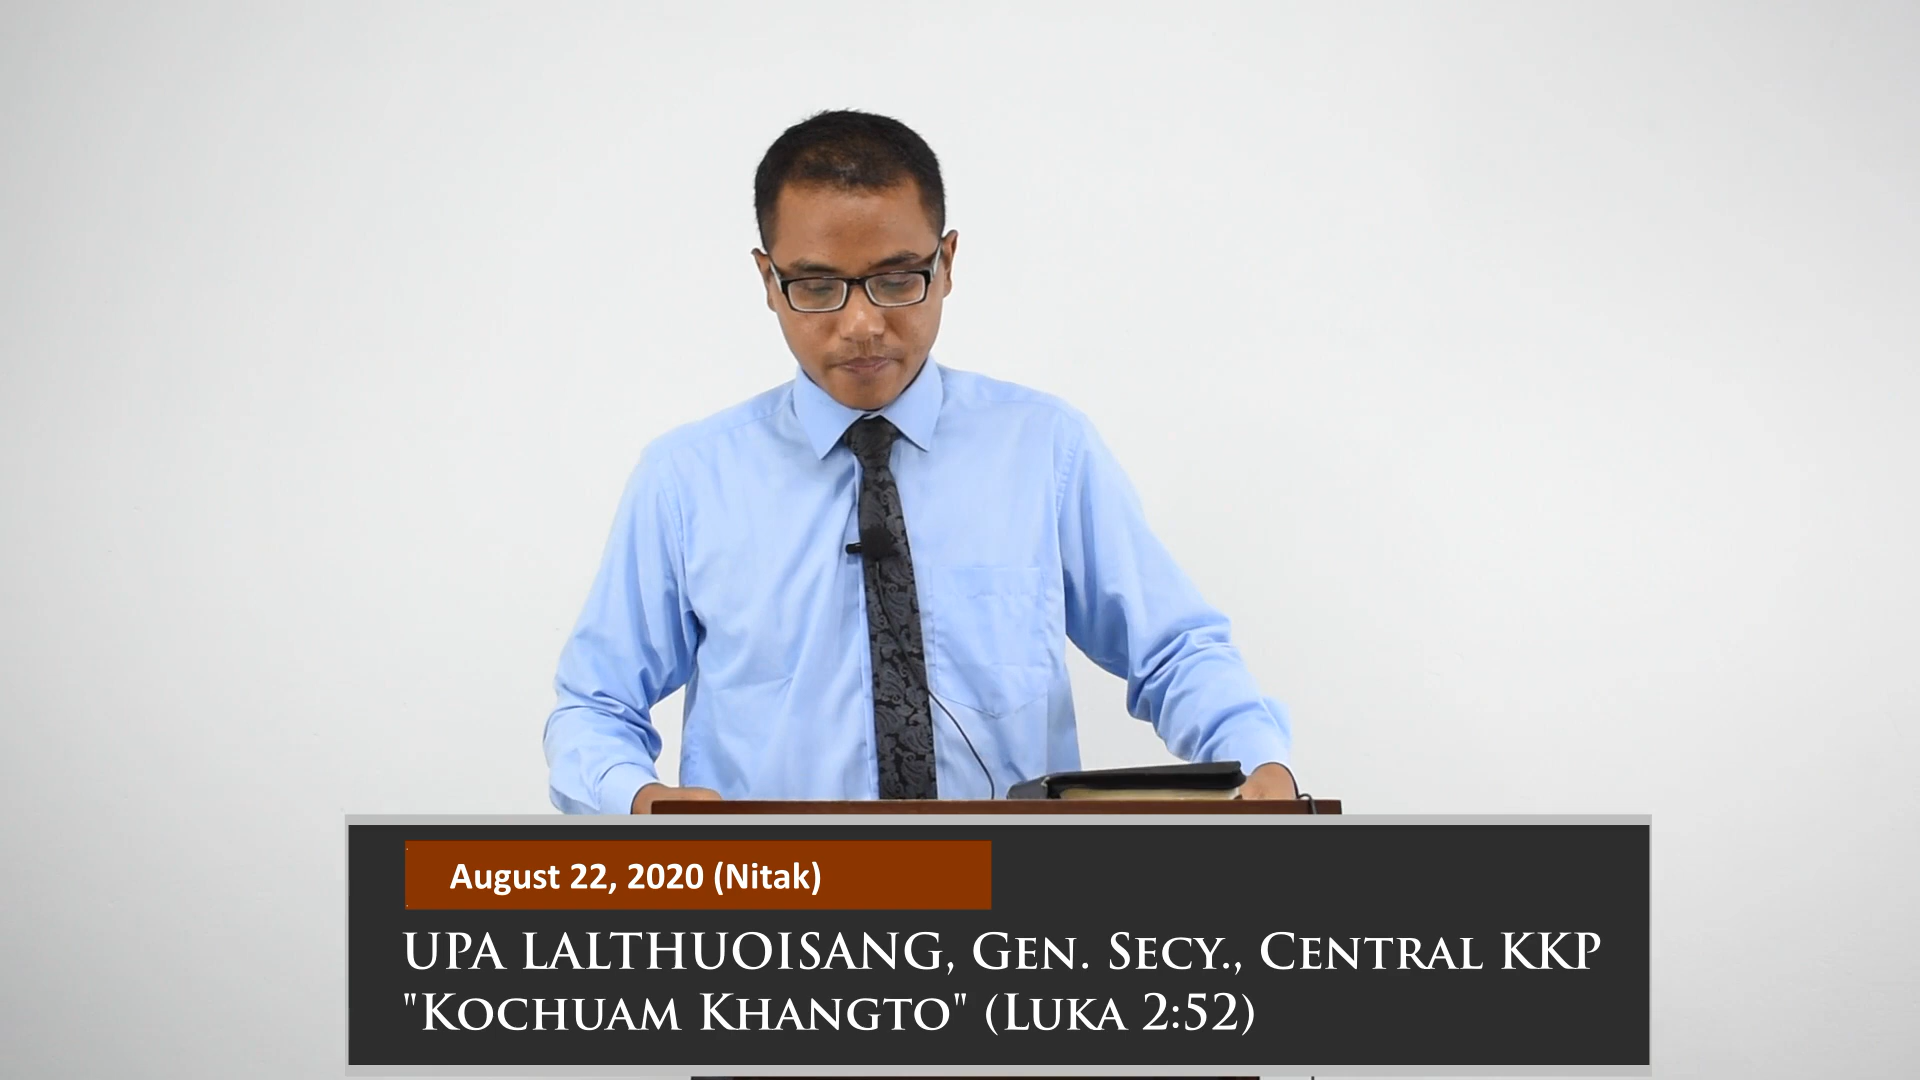 August 22, 2020 (Nitak)
UPA LALTHUOISANG, Gen. Secy., Central KKP
"Kochuam Khangto" (Luka 2:52)